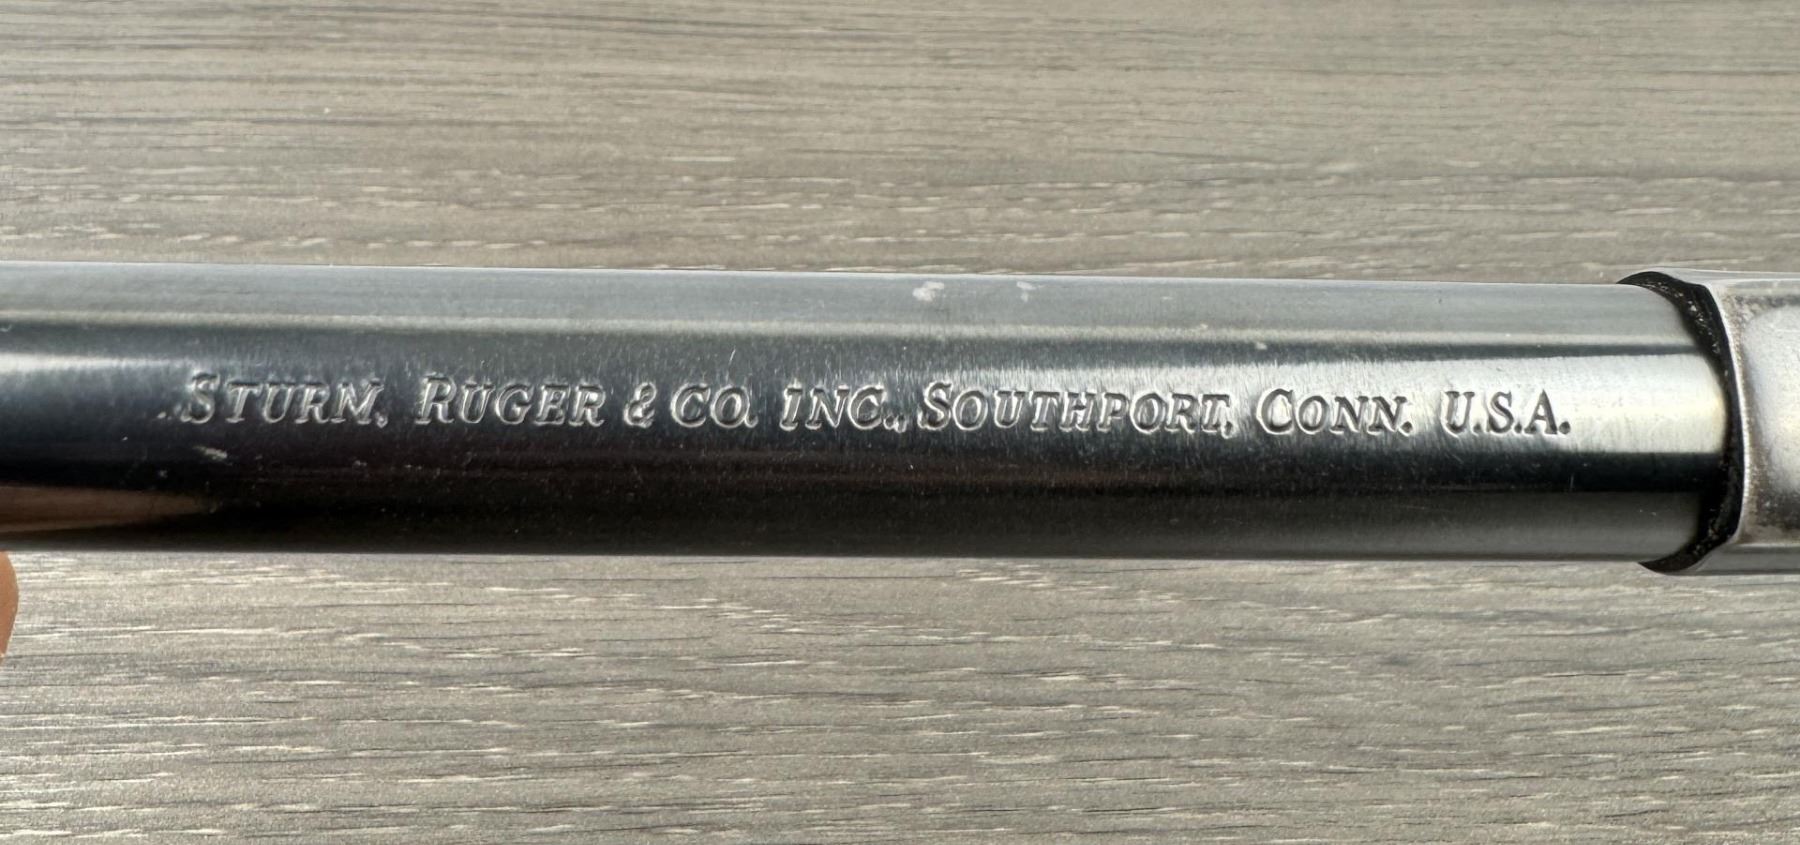 STURM, RUGER & CO. INC., SOUTHPORT, CONN. U.S.A.